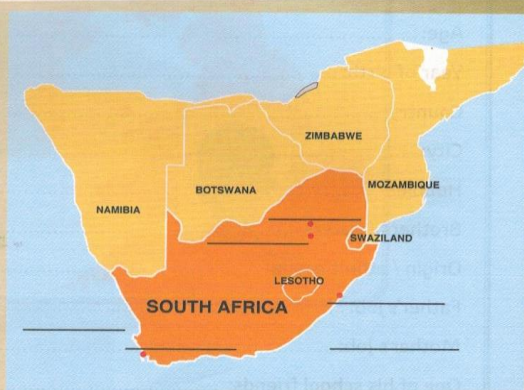 ZIMBABWE
BOTSWANA
MOZAMBIQUE
NAMIBIA
SWAZILAND
LESOTHO
SOUTH AFRICA